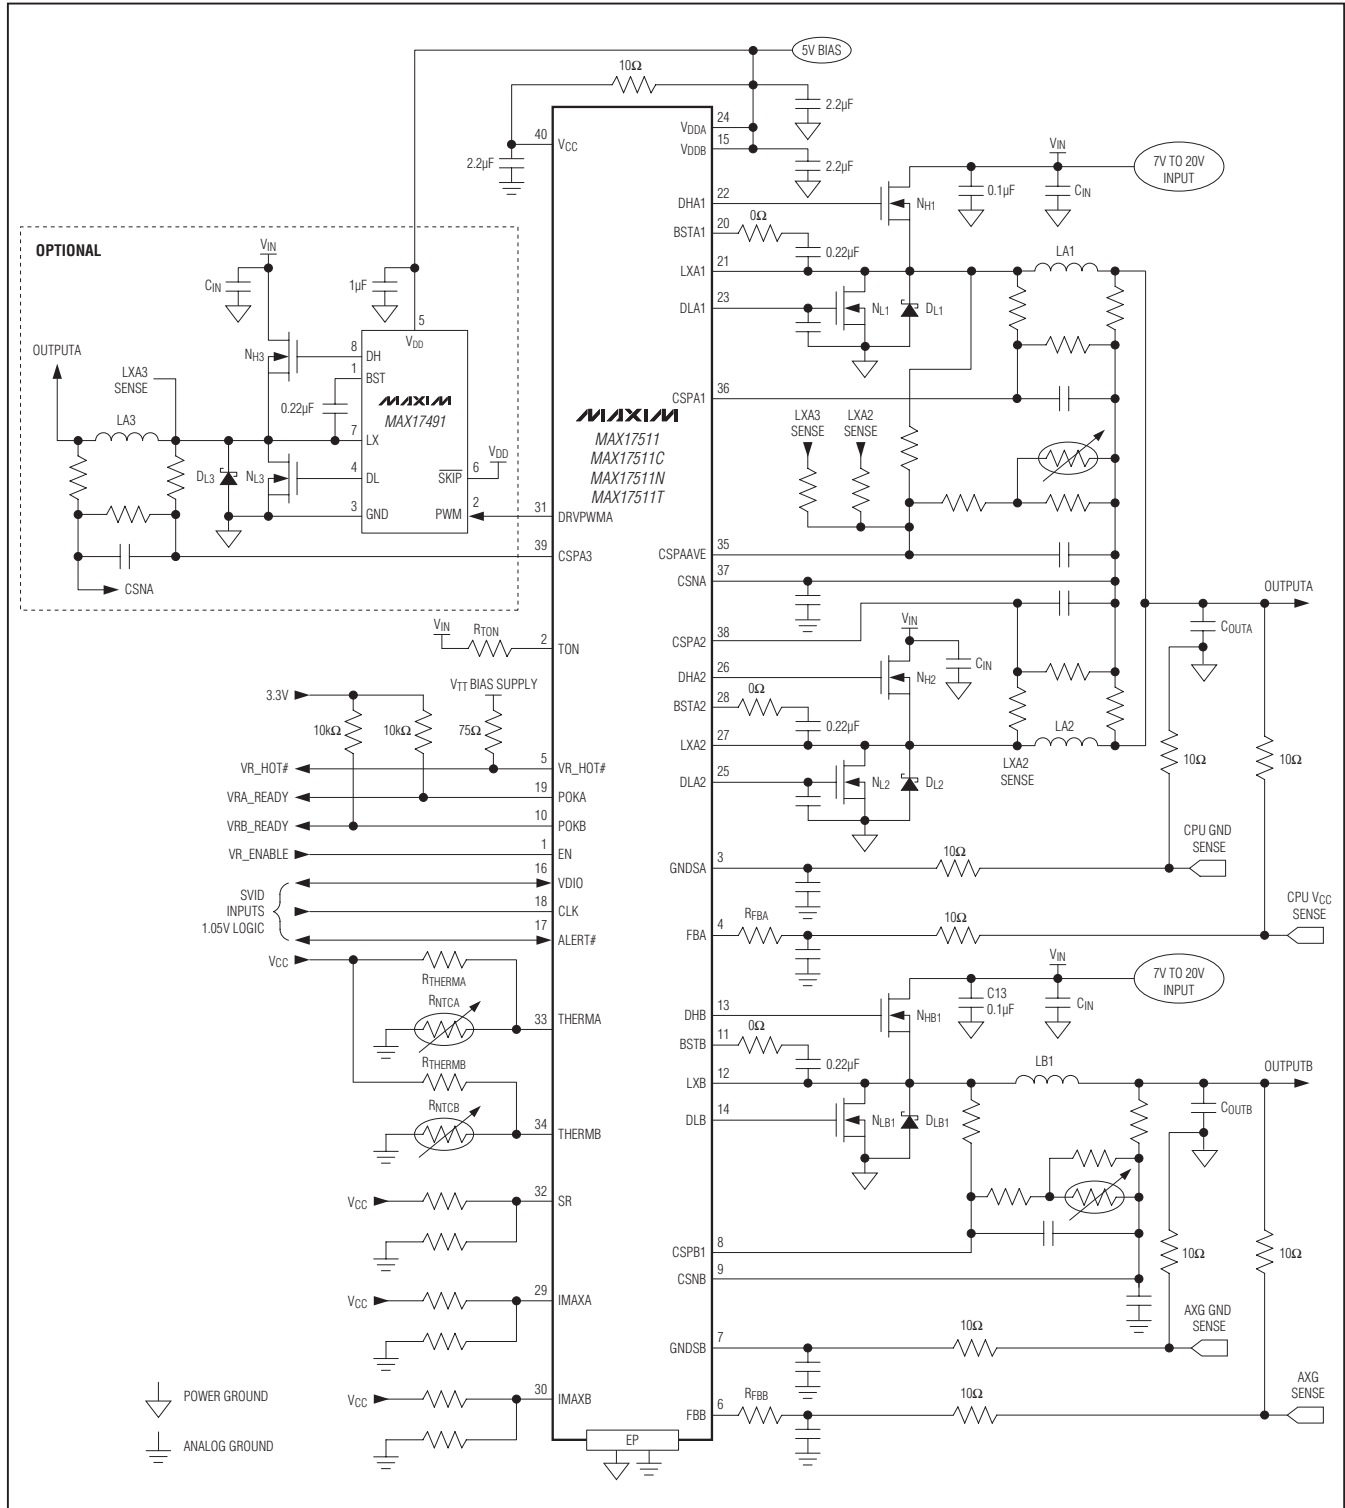 5V BIAS
10Ω
2.2µF
24
VDDA
40
VCC
15
VDDB
2.2µF
2.2µF
VIN
7V TO 20V
INPUT
22
DHA1
NH1
0.1µF
CIN
0Ω
20
BSTA1
0.22µF
OPTIONAL
VIN
CIN
1µF
21
LXA1
LA1
23
DLA1
NL1
DL1
5
VDD
OUTPUTA
NH3
8
DH
LXA3
SENSE
1
BST
MAXIM
MAX17491
0.22µF
36
CSPA1
MAXIM
MAX17511
MAX17511C
MAX17511N
MAX17511T
LXA3
SENSE
LXA2
SENSE
LA3
7
LX
VDD
DL3
NL3
4
DL
SKIP
6
3
GND
PWM
2
31
DRVPWMA
39
CSPA3
35
CSPAAVE
37
CSNA
CSNA
OUTPUTA
COUTA
VIN
RTON
2
TON
38
CSPA2
VIN
CIN
26
DHA2
NH2
0Ω
28
BSTA2
0.22µF
3.3V
VTT BIAS SUPPLY
10kΩ
10kΩ
75Ω
27
LXA2
LA2
LXA2
SENSE
10Ω
10Ω
VR_HOT#
5
VR_HOT#
25
DLA2
NL2
DL2
VRA_READY
19
POKA
VRB_READY
10
POKB
VR_ENABLE
1
EN
CPU GND
SENSE
3
GNDSA
10Ω
16
VDIO
SVID
INPUTS
1.05V LOGIC
18
CLK
17
ALERT#
CPU VCC
SENSE
4
FBA
RFBA
10Ω
VCC
RTHERMA
VIN
7V TO 20V
INPUT
RNTCA
33
THERMA
13
DHB
NHB1
C13
0.1µF
CIN
0Ω
11
BSTB
0.22µF
RTHERMB
12
LXB
LB1
OUTPUTB
RNTCB
34
THERMB
14
DLB
NLB1
DLB1
COUTB
VCC
32
SR
8
CSPB1
9
CSNB
10Ω
10Ω
VCC
29
IMAXA
AXG GND
SENSE
7
GNDSB
10Ω
VCC
30
IMAXB
6
FBB
RFBB
10Ω
AXG
SENSE
POWER GROUND
ANALOG GROUND
EP